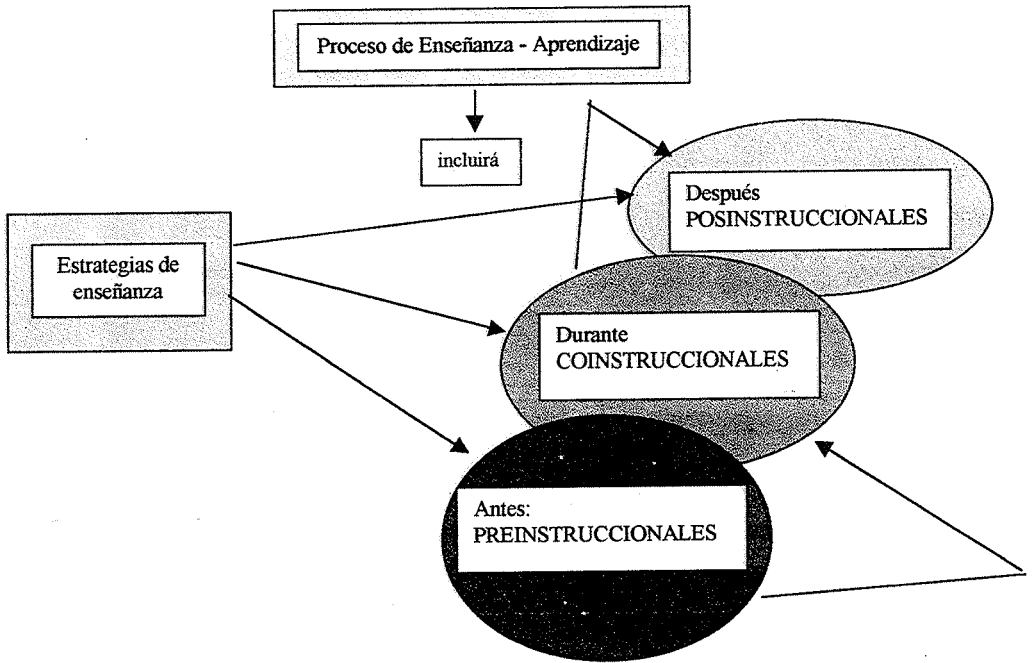 Proceso de Enseñanza - Aprendizaje
incluirá
Después
POSINSTRUCCIONALES
Estrategias de
enseñanza
Durante
COINSTRUCCIONALES
Antes:
PREINSTRUCCIONALES